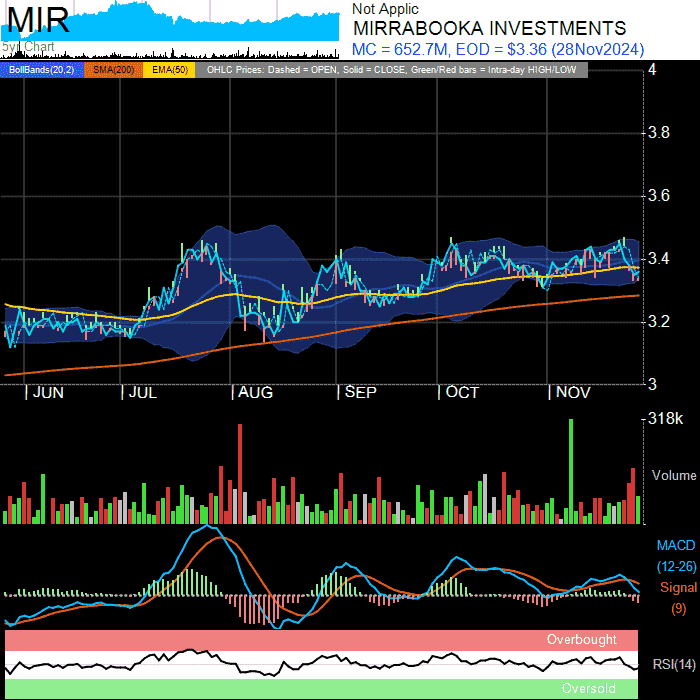 MIR
5yr Chart
Not Applic
MIRRABOOKA INVESTMENTS
MC = 652.7M, EOD = $3.36 (28Nov2024)
BollBands(20,2) SMA(200) EMA(50) OHLC Prices: Dashed = OPEN, Solid = CLOSE, Green/Red bars = Intra-day HIGH/LOW
4
3.8
3.6
3.4
3.2
3
JUN JUL AUG SEP OCT NOV
318k
Volume
MACD
(12-26)
Signal
(9)
Overbought
RSI(14)
Oversold